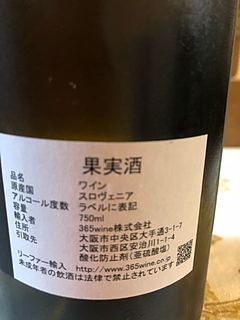 果実酒
品名 ワイン
原産国 スロヴェニア
アルコール度数 ラベルに表記
容量 750ml
輸入者 365wine株式会社
住所 大阪市中央区大手通3-1-7
引取先 大阪市西区安治川1-1-4
酸化防止剤(亜硫酸塩)
リーファー輸入 http://www.365wine.co.jp
未成年者の飲酒は法律で禁止されています